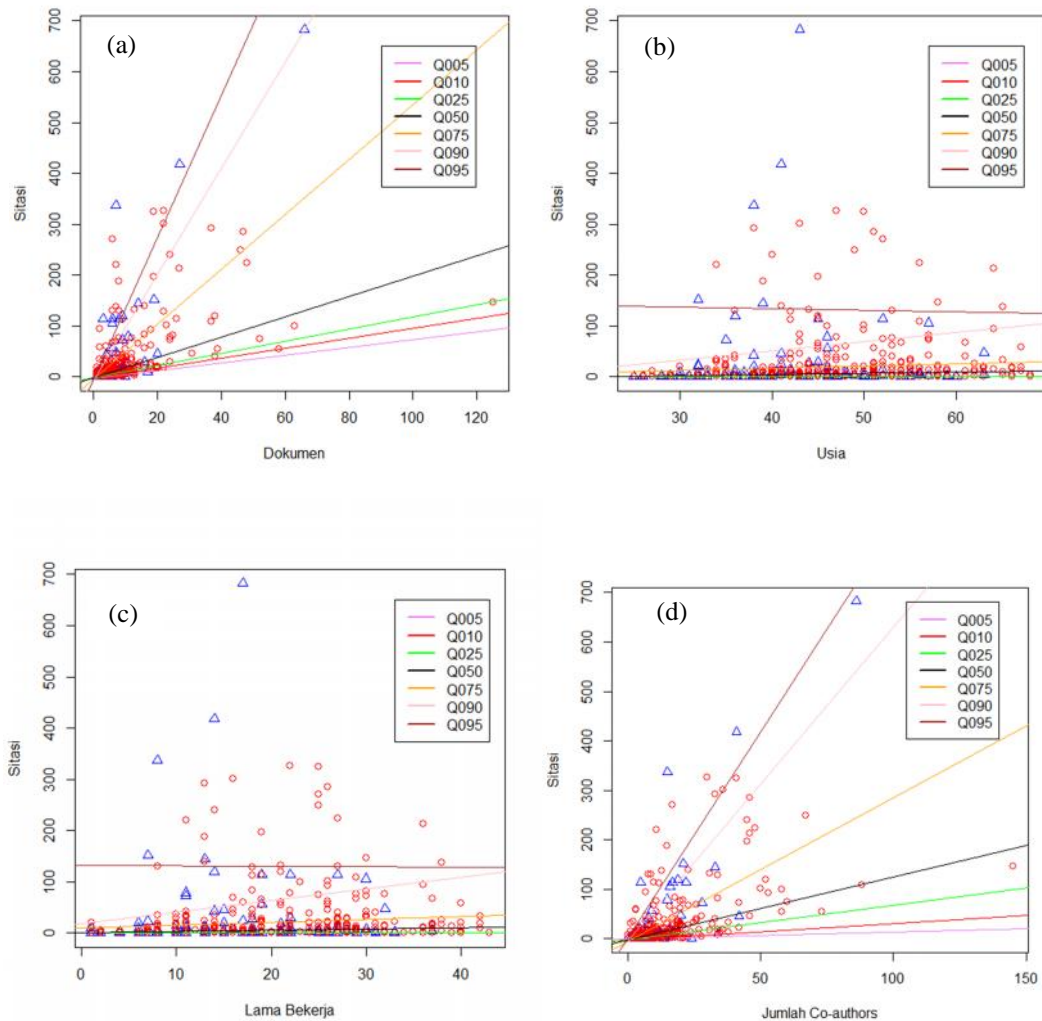 (a)
700
600
500
400
300
200
100
0
Sitasi
0 20 40 60 80 100 120
Dokumen
Q005
Q010
Q025
Q050
Q075
Q090
Q095
(b)
700
600
500
400
300
200
100
0
Sitasi
30 40 50 60
Usia
Q005
Q010
Q025
Q050
Q075
Q090
Q095
(c)
700
600
500
400
300
200
100
0
Sitasi
0 10 20 30 40
Lama Bekerja
Q005
Q010
Q025
Q050
Q075
Q090
Q095
(d)
700
600
500
400
300
200
100
0
Sitasi
0 50 100 150
Jumlah Co-authors
Q005
Q010
Q025
Q050
Q075
Q090
Q095